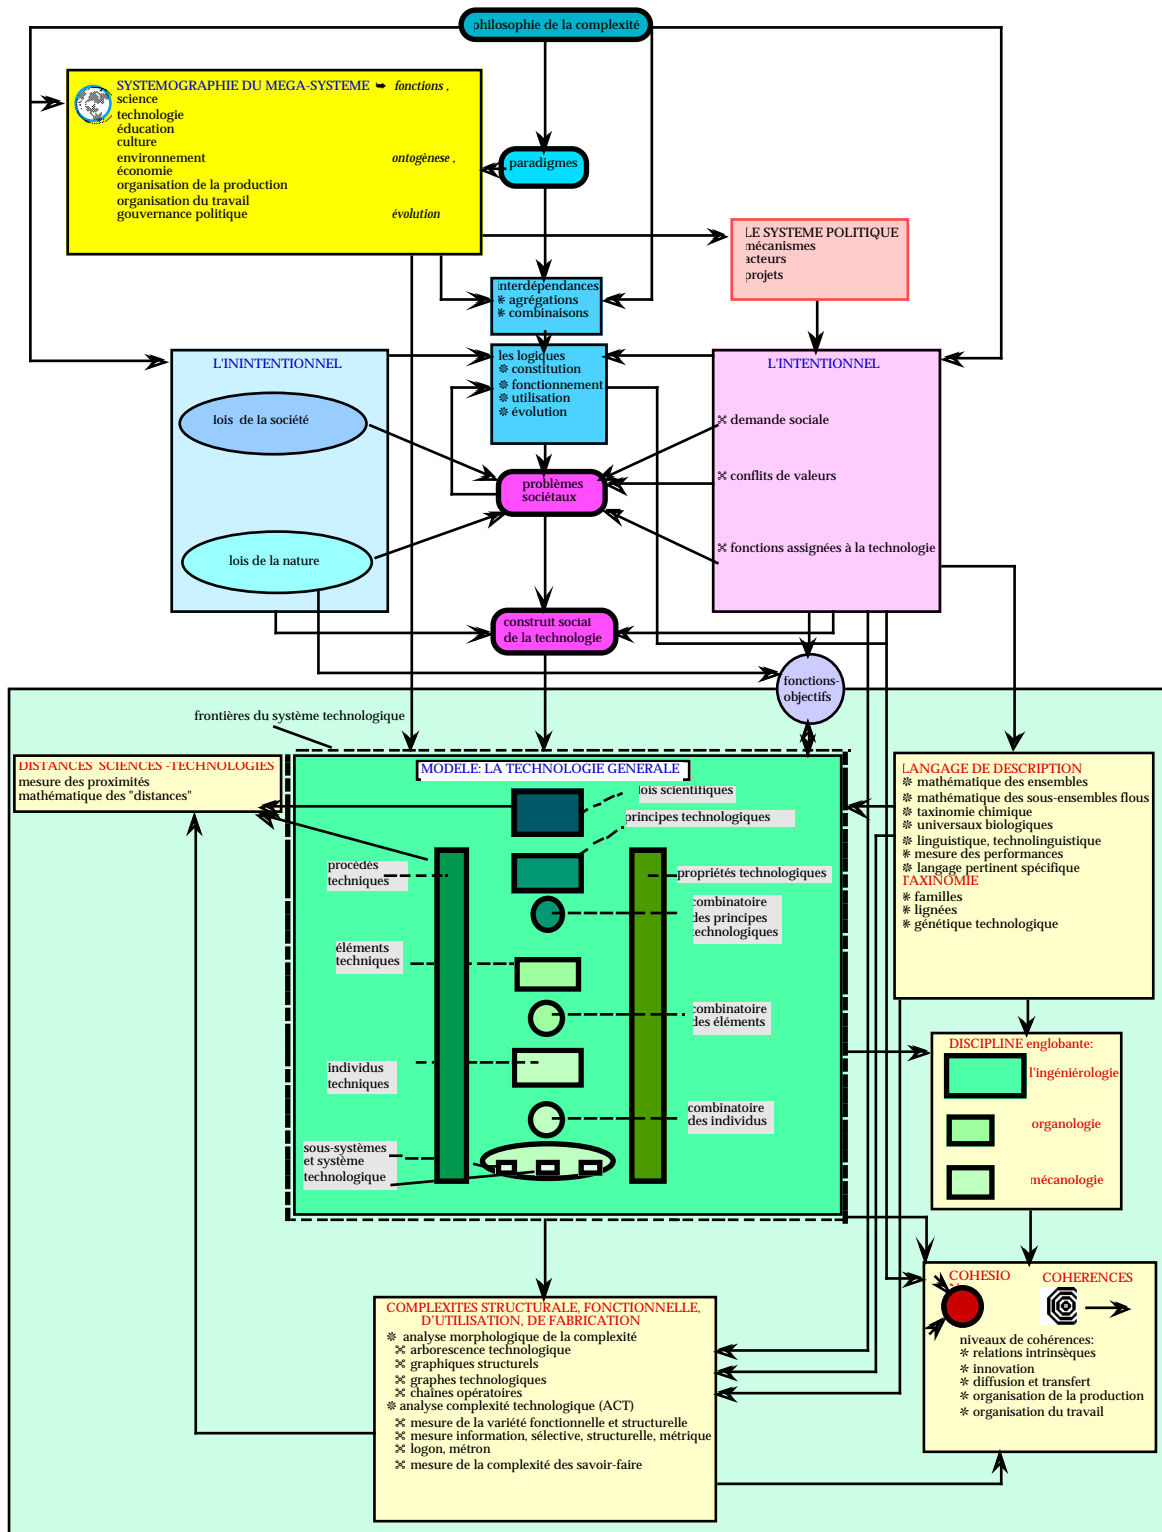 philosophie de la complexité
SYSTEMOGRAPHIE DU MEGA-SYSTEME ➥ fonctions ,
science
technologie
éducation
culture
environnement ontogènese ,
économie
organisation de la production
organisation du travail
gouvernance politique évolution
paradigmes
LE SYSTEME POLITIQUE
mécanismes
acteurs
projets
interdépendances
❋ agrégations
❋ combinaisons
L'ININTENTIONNEL
lois de la société
lois de la nature
les logiques
❋ constitution
❋ fonctionnement
❋ utilisation
❋ évolution
L'INTENTIONNEL
⌘ demande sociale
⌘ conflits de valeurs
⌘ fonctions assignées à la technologie
problèmes
sociétaux
construit social
de la technologie
fonctions-
objectifs
frontières du système technologique
DISTANCES SCIENCES -TECHNOLOGIES
mesure des proximités
mathématique des "distances"
MODELE: LA TECHNOLOGIE GENERALE
lois scientifiques
principes technologiques
procédés
techniques
propriétés technologiques
combinatoire
des principes
technologiques
éléments
techniques
combinatoire
des éléments
individus
techniques
combinatoire
des individus
sous-systèmes
et système
technologique
LANGAGE DE DESCRIPTION
❋ mathématique des ensembles
❋ mathématique des sous-ensembles flous
❋ taxinomie chimique
❋ universaux biologiques
❋ linguistique, technolinguistique
❋ mesure des performances
❋ langage pertinent spécifique
TAXINOMIE
❋ familles
❋ lignées
❋ génétique technologique
DISCIPLINE englobante:
l'ingéniérologie
organologie
mécanologie
COHESIO
COHERENCES
niveaux de cohérences:
❋ relations intrinsèques
❋ innovation
❋ diffusion et transfert
❋ organisation de la production
❋ organisation du travail
COMPLEXITES STRUCTURALE, FONCTIONNELLE,
D'UTILISATION, DE FABRICATION
❋ analyse morphologique de la complexité
⌘ arborescence technologique
⌘ graphiques structurels
⌘ graphes technologiques
⌘ chaînes opératoires
❋ analyse complexité technologique (ACT)
⌘ mesure de la variété fonctionnelle et structurelle
⌘ mesure information, sélective, structurelle, métrique
⌘ logon, métron
⌘ mesure de la complexité des savoir-faire